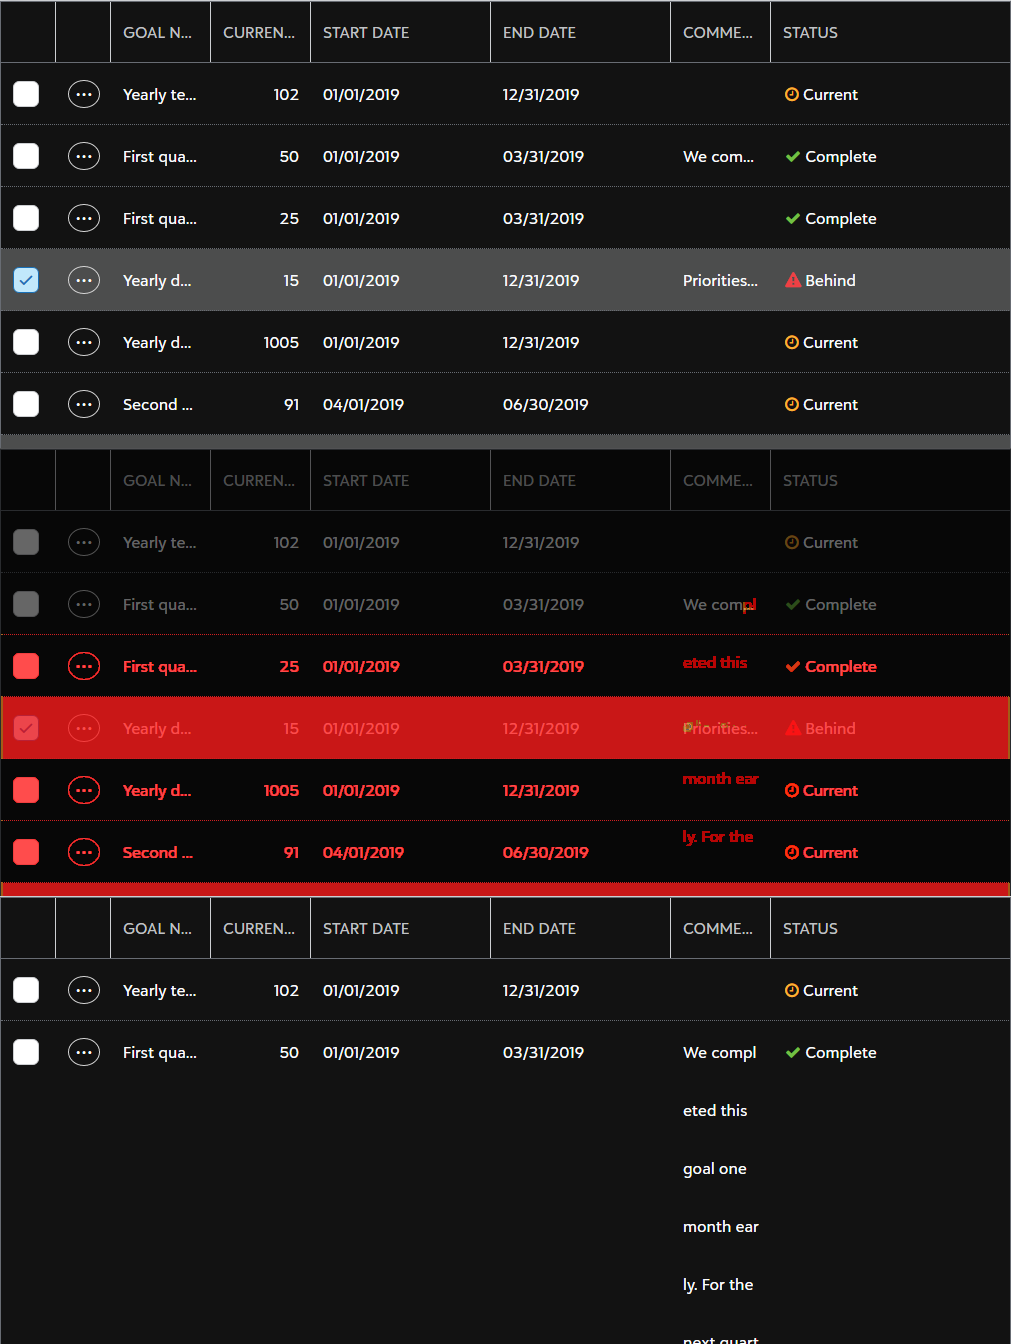 GOAL N... CURREN... START DATE END DATE COMME... STATUS
Yearly te... 102 01/01/2019 12/31/2019 Current
First qua... 50 01/01/2019 03/31/2019 We com... Complete
First qua... 25 01/01/2019 03/31/2019 Complete
Yearly d... 15 01/01/2019 12/31/2019 Priorities... Behind
Yearly d... 1005 01/01/2019 12/31/2019 Current
Second ... 91 04/01/2019 06/30/2019 Current
GOAL N... CURREN... START DATE END DATE COMME... STATUS
Yearly te... 102 01/01/2019 12/31/2019 Current
First qua... 50 01/01/2019 03/31/2019 We compl Complete
First qua... 25 01/01/2019 03/31/2019 eted this Complete
Yearly d... 15 01/01/2019 12/31/2019 Priorities... Behind
Yearly d... 1005 01/01/2019 12/31/2019 month ear Current
Second ... 91 04/01/2019 06/30/2019 ly. For the Current
GOAL N... CURREN... START DATE END DATE COMME... STATUS
Yearly te... 102 01/01/2019 12/31/2019 Current
First qua... 50 01/01/2019 03/31/2019 We compl Complete
eted this
goal one
month ear
ly. For the
next quart